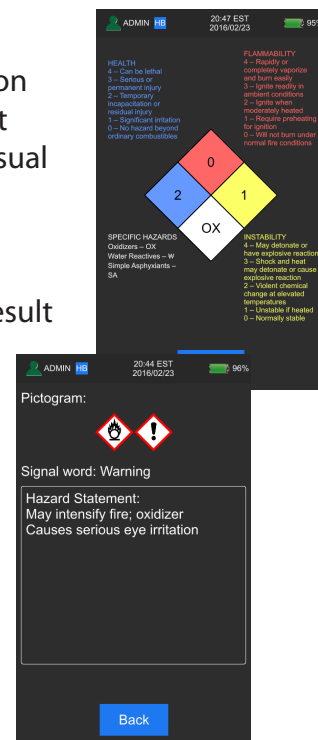 on
t
sual
esult
ADMIN HB
20:47 EST
2016/02/23
95%
HEALTH
4 – Can be lethal
3 – Serious or
permanent injury
2 – Temporary
incapacitation or
residual injury
1 – Significant irritation
0 – No hazard beyond
ordinary combustibles
FLAMMABILITY
4 – Rapidly or
completely vaporize
and burn easily
3 – Ignite readily in
ambient conditions
2 – Ignite when
moderately heated
1 – Require preheating
for ignition
0 – Will not burn under
normal fire conditions
0
2
1
OX
SPECIFIC HAZARDS
Oxidizers – OX
Water Reactives – W
Simple Asphyxiants –
SA
INSTABILITY
4 – May detonate or
have explosive reaction
3 – Shock and heat
may detonate or cause
explosive reaction
2 – Violent chemical
change at elevated
temperatures
1 – Unstable if heated
0 – Normally stable
ADMIN HB
20:44 EST
2016/02/23
96%
Pictogram:
Signal word: Warning
Hazard Statement:
May intensify fire; oxidizer
Causes serious eye irritation
Back